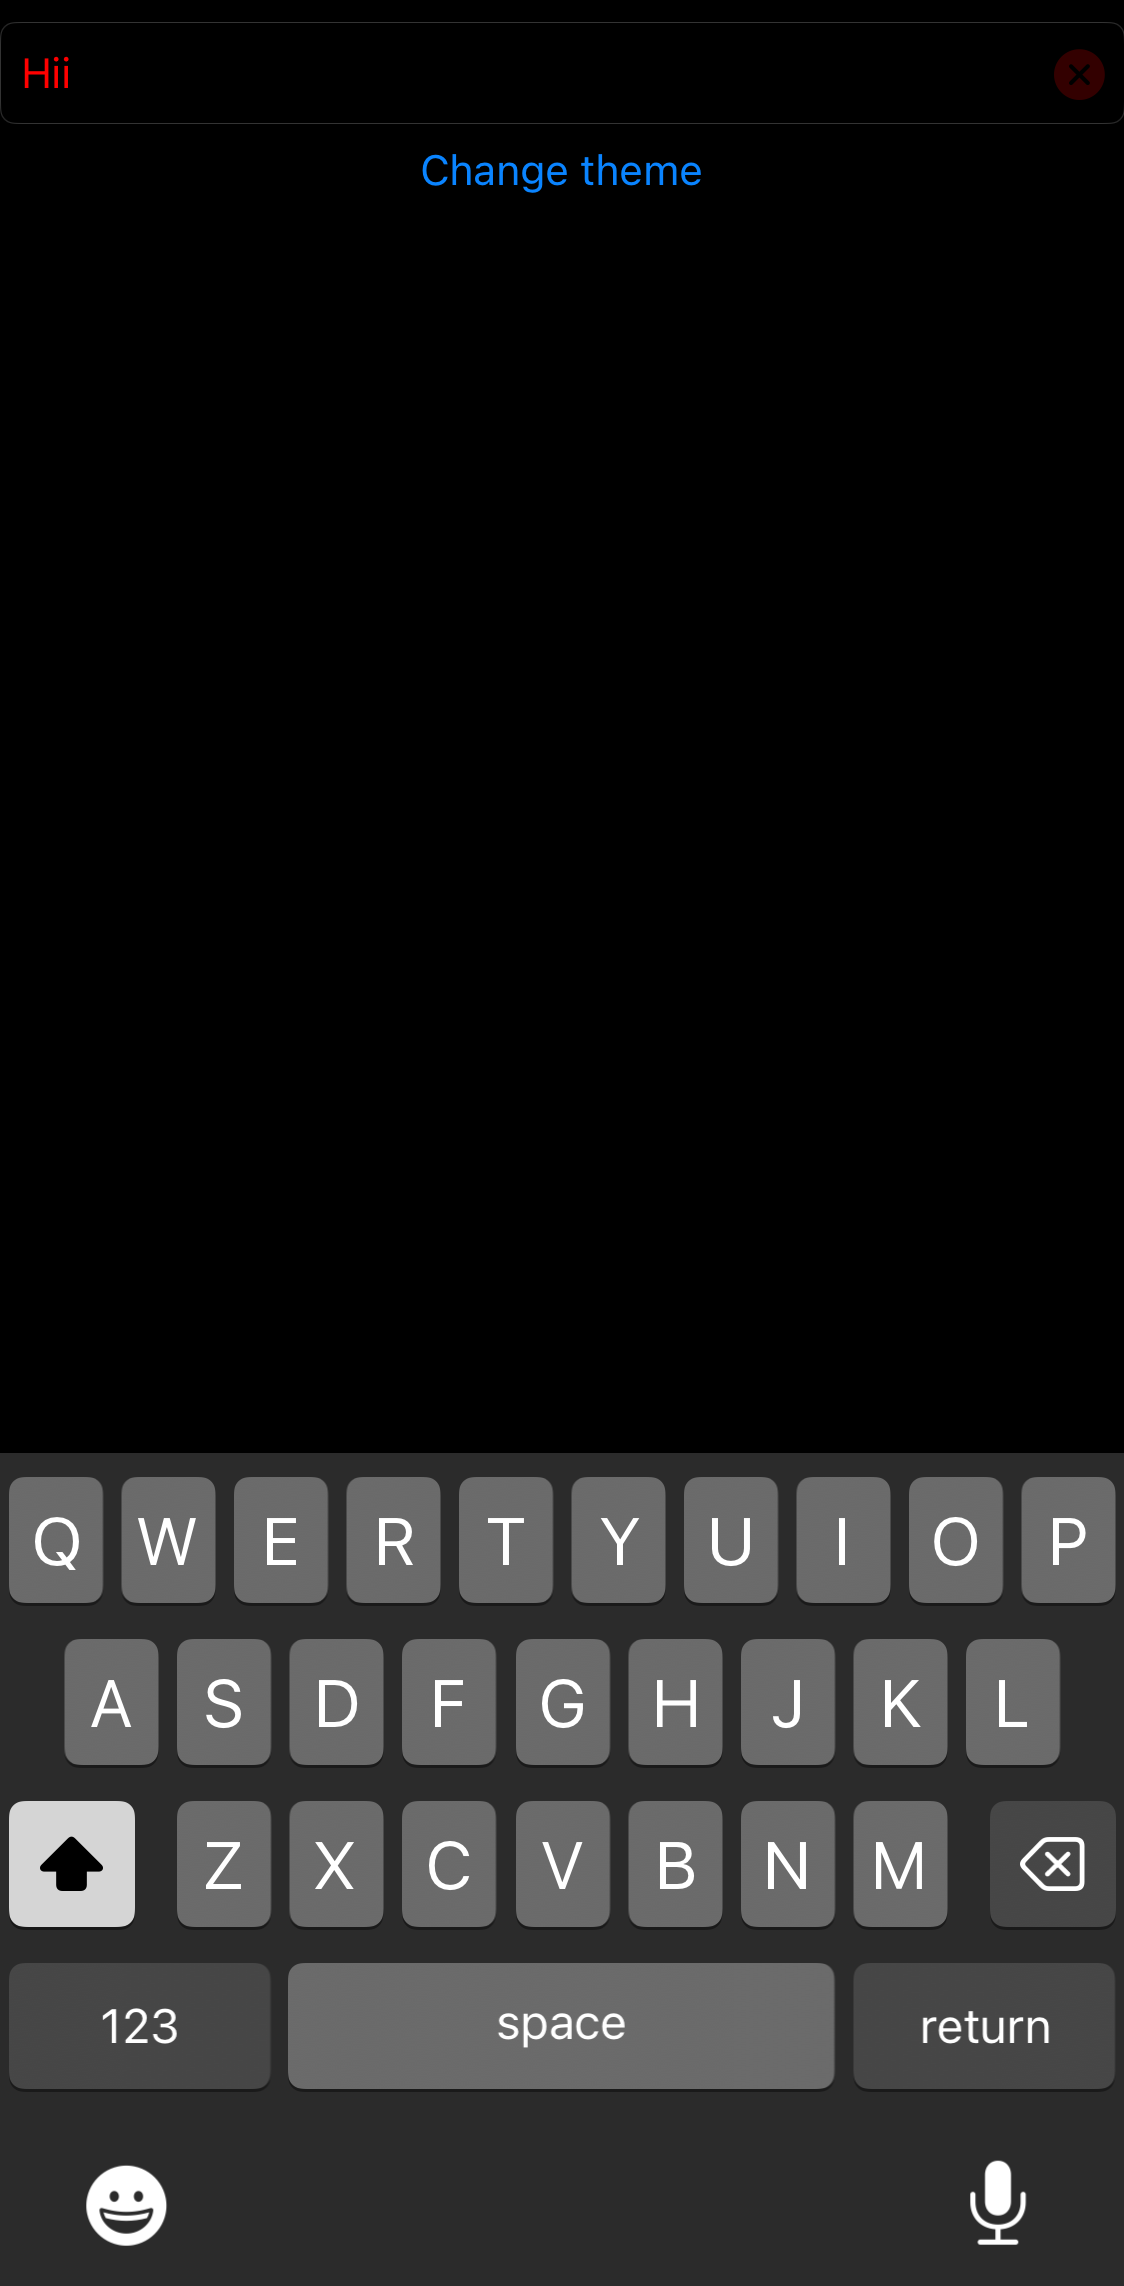 Hii
Change theme
Q W E R T Y U I O P
A S D F G H J K L
Z X C V B N M
123 space return